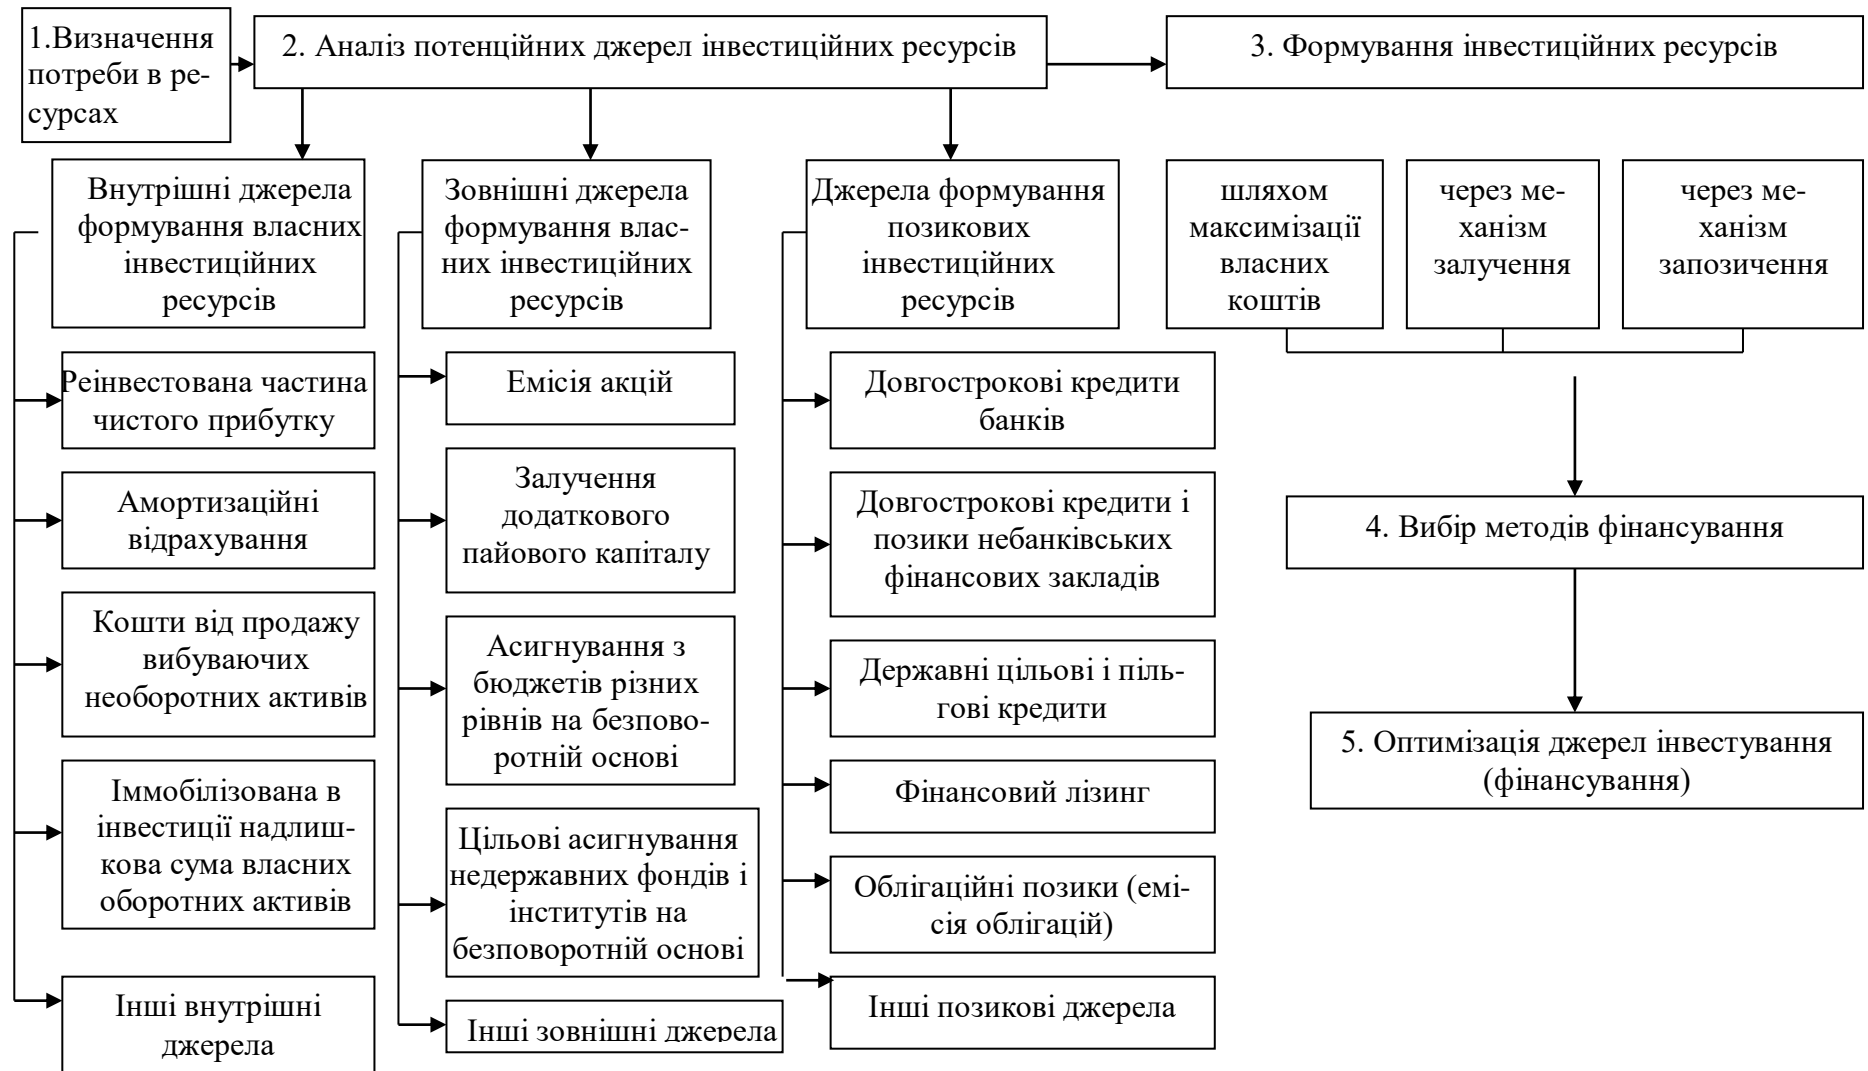 1.Визначення
потреби в ре-
сурсах
2. Аналіз потенційних джерел інвестиційних ресурсів
3. Формування інвестиційних ресурсів
Внутрішні джерела
формування власних
інвестиційних
ресурсів
Зовнішні джерела
формування влас-
них інвестиційних
ресурсів
Джерела формування
позикових
інвестиційних
ресурсів
шляхом
максимізації
власних
коштів
через ме-
ханізм
залучення
через ме-
ханізм
запозичення
Реінвестована частина
чистого прибутку
Амортизаційні
відрахування
Кошти від продажу
вибуваючих
необоротних активів
Іммобілізована в
інвестиції надлиш-
кова сума власних
оборотних активів
Інші внутрішні
джерела
Емісія акцій
Залучення
додаткового
пайового капіталу
Асигнування з
бюджетів різних
рівнів на безпово-
ротній основі
Цільові асигнування
недержавних фондів і
інститутів на
безповоротній основі
Інші зовнішні джерела
Довгострокові кредити
банків
Довгострокові кредити і
позики небанківських
фінансових закладів
Державні цільові і піль-
гові кредити
Фінансовий лізинг
Облігаційні позики (емі-
сія облігацій)
Інші позикові джерела
4. Вибір методів фінансування
5. Оптимізація джерел інвестування
(фінансування)